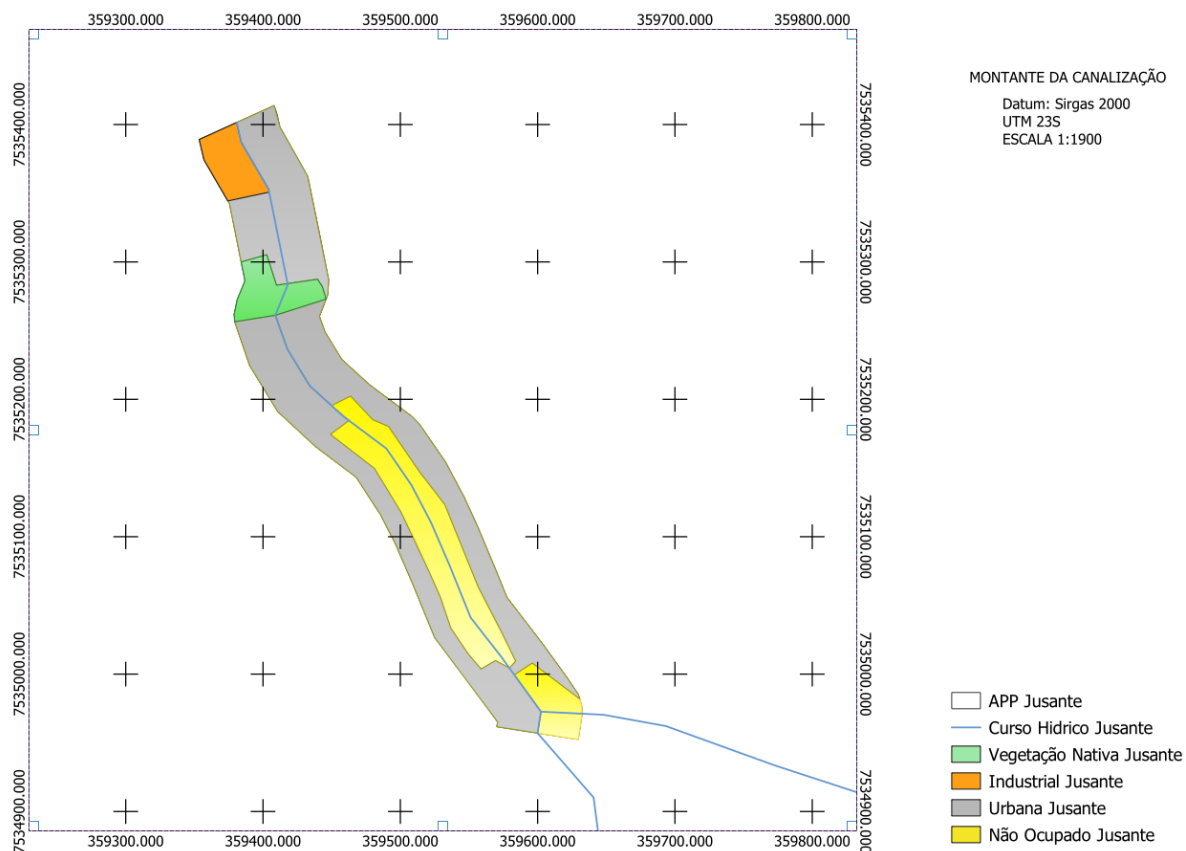 359300.000 359400.000 359500.000 359600.000 359700.000 359800.000
7535400.000
7535300.000
7535200.000
7535100.000
7535000.000
7534900.000
7535400.000
7535300.000
7535200.000
7535100.000
7535000.000
7534900.000
359300.000 359400.000 359500.000 359600.000 359700.000 359800.000
MONTANTE DA CANALIZAÇÃO
Datum: Sirgas 2000
UTM 23S
ESCALA 1:1900
APP Jusante
Curso Hidrico Jusante
Vegetação Nativa Jusante
Industrial Jusante
Urbana Jusante
Não Ocupado Jusante